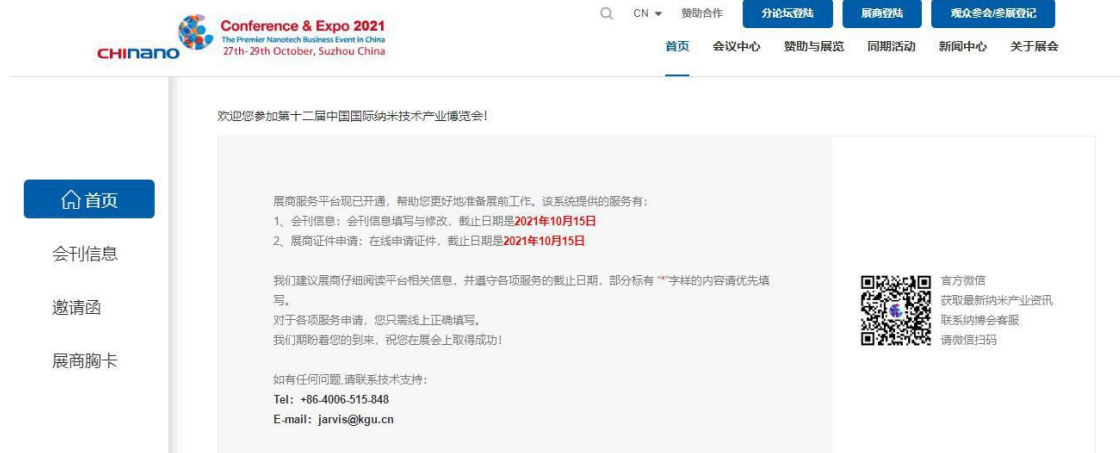 CHInano
Conference & Expo 2021
The Premier Nanotech Business Event in China
27th-29th October, Suzhou China
CN 赞助合作 分论坛登陆 展商登陆 观众参会/参展登记
首页 会议中心 赞助与展览 同期活动 新闻中心 关于展会
首页
会刊信息
邀请函
展商胸卡
欢迎您参加第十二届中国国际纳米技术产业博览会!
展商服务平台现已开通，帮助您更好地准备展前工作。该系统提供的服务有：
1、会刊信息：会刊信息填写与修改，截止日期是2021年10月15日
2、展商证件申请：在线申请证件，截止日期是2021年10月15日
我们建议展商仔细阅读平台相关信息，并遵守各项服务的截止日期，部分标有 "*"字样的内容请优先填
写。
对于各项服务申请，您只需线上正确填写。
我们期盼着您的到来，祝您在展会上取得成功！
如有任何问题,请联系技术支持：
Tel：+86-4006-515-848
E-mail：jarvis@kgu.cn
官方微信
获取最新纳米产业资讯
联系纳博会客服
请微信扫码